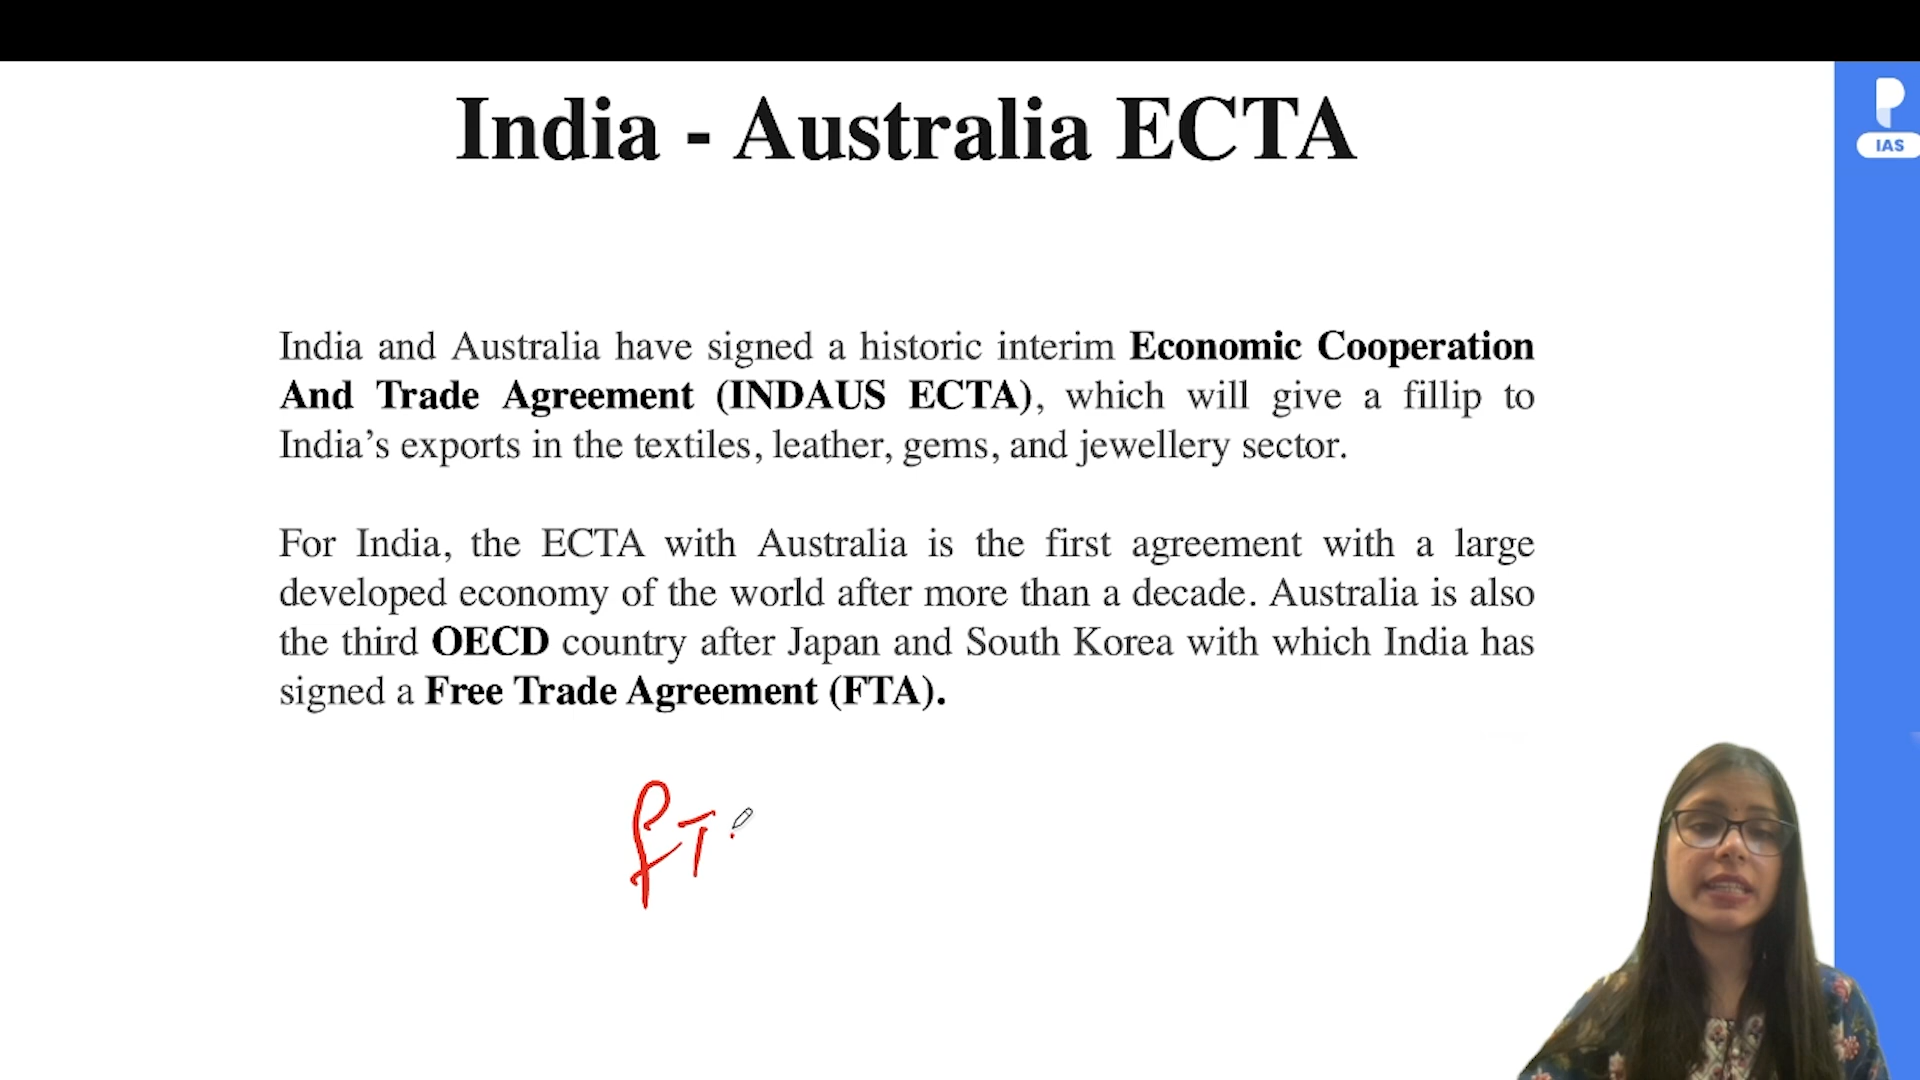 India - Australia ECTA
IAS
India and Australia have signed a historic interim Economic Cooperation
And Trade Agreement (INDAUS ECTA), which will give a fillip to
India’s exports in the textiles, leather, gems, and jewellery sector.
For India, the ECTA with Australia is the first agreement with a large
developed economy of the world after more than a decade. Australia is also
the third OECD country after Japan and South Korea with which India has
signed a Free Trade Agreement (FTA).
FT